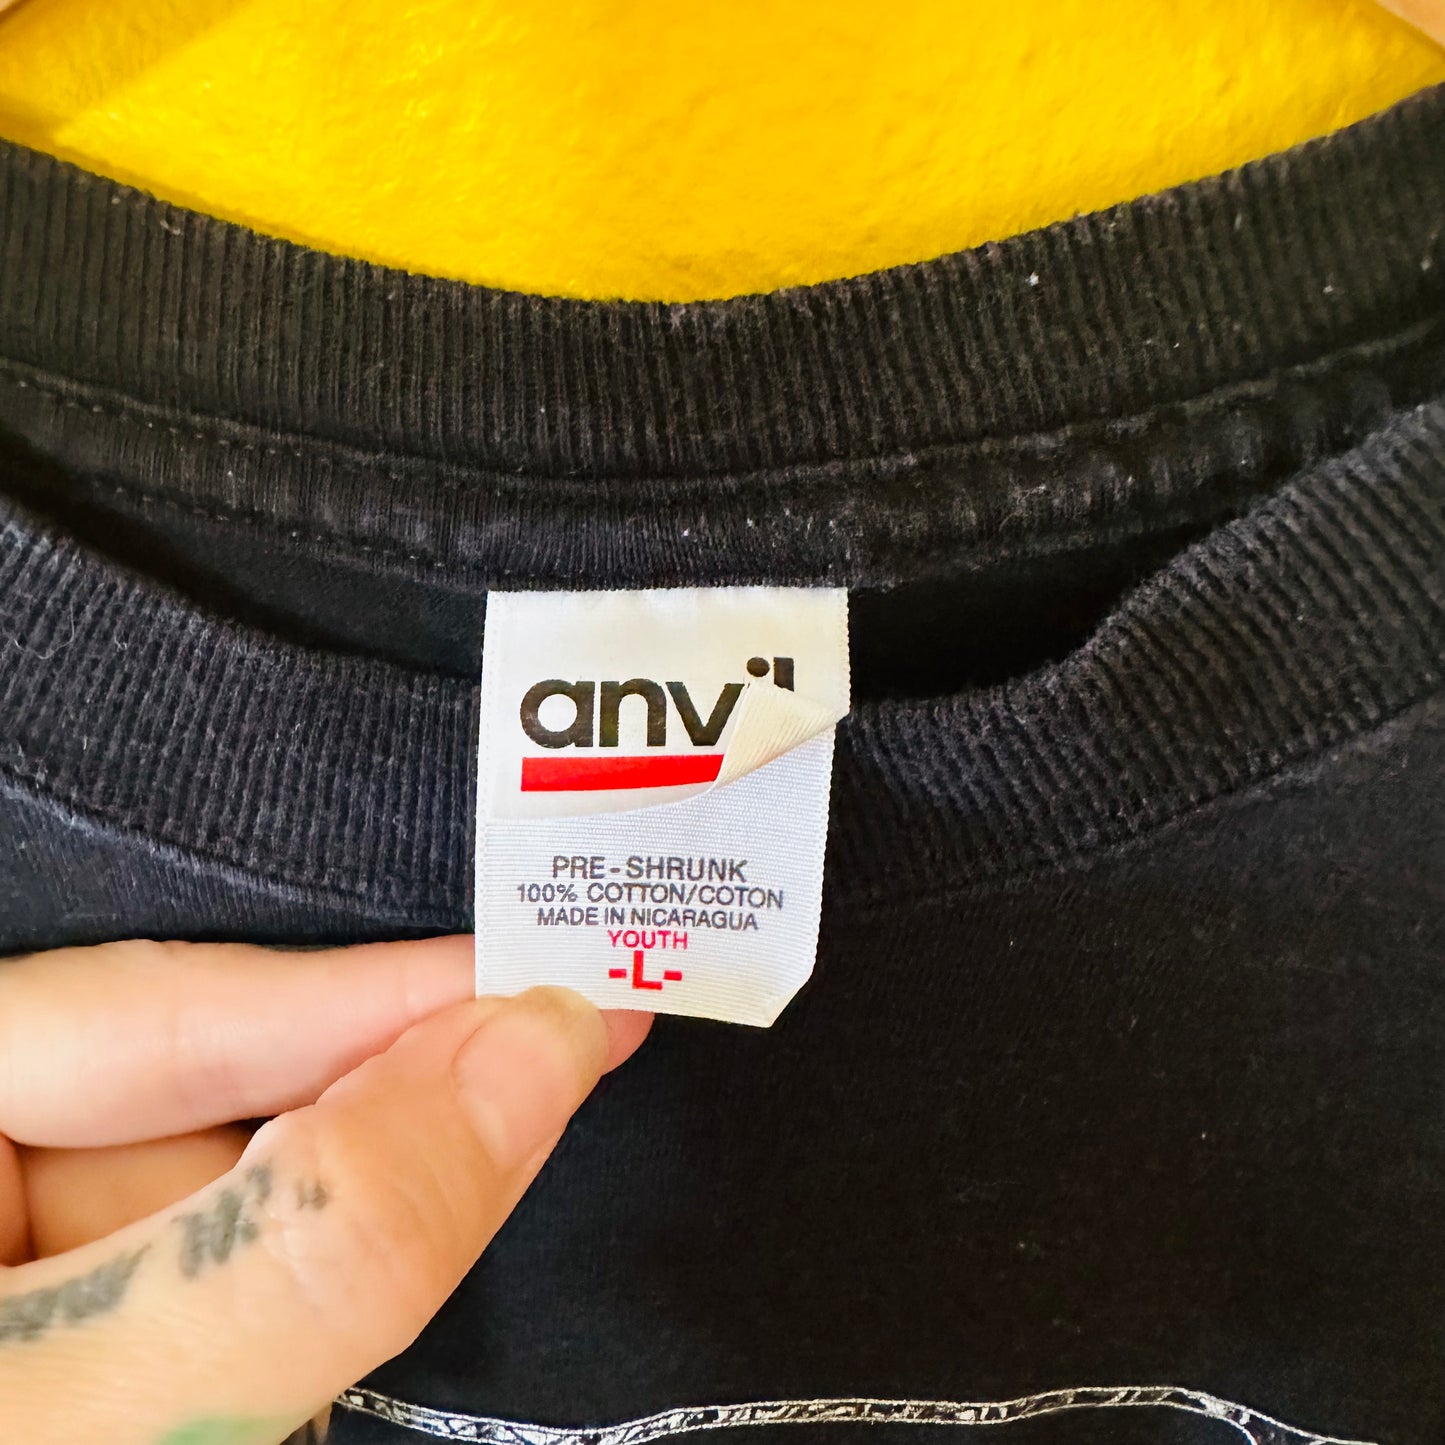 anvil
PRE-SHRUNK
100% COTTON/COTON
MADE IN NICARAGUA
YOUTH
-L-